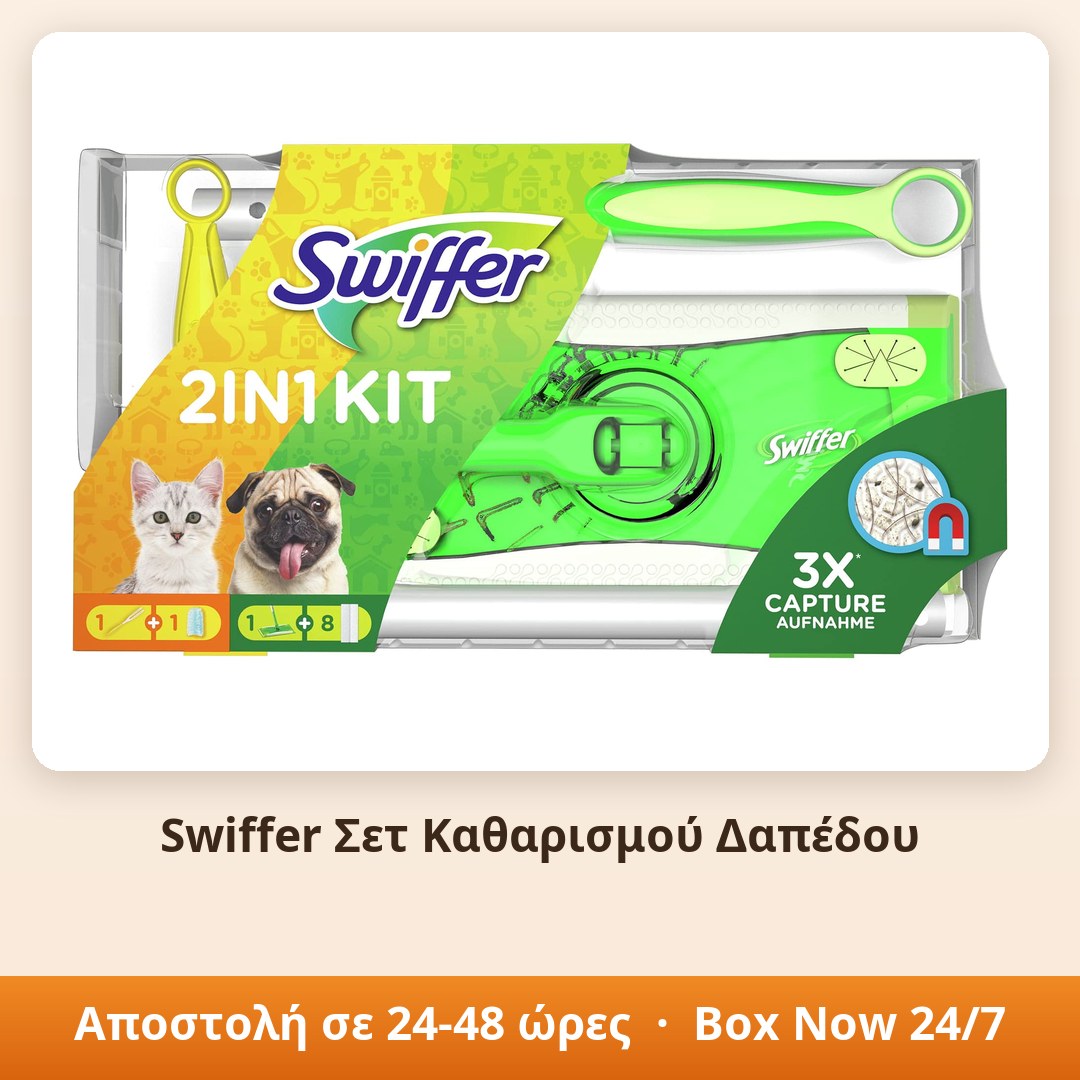 Swiffer
2IN1 KIT
Swiffer
3X*
CAPTURE
AUFNAHME
1 + 1
1 + 8
Swiffer Σετ Καθαρισμού Δαπέδου
Αποστολή σε 24-48 ώρες · Box Now 24/7